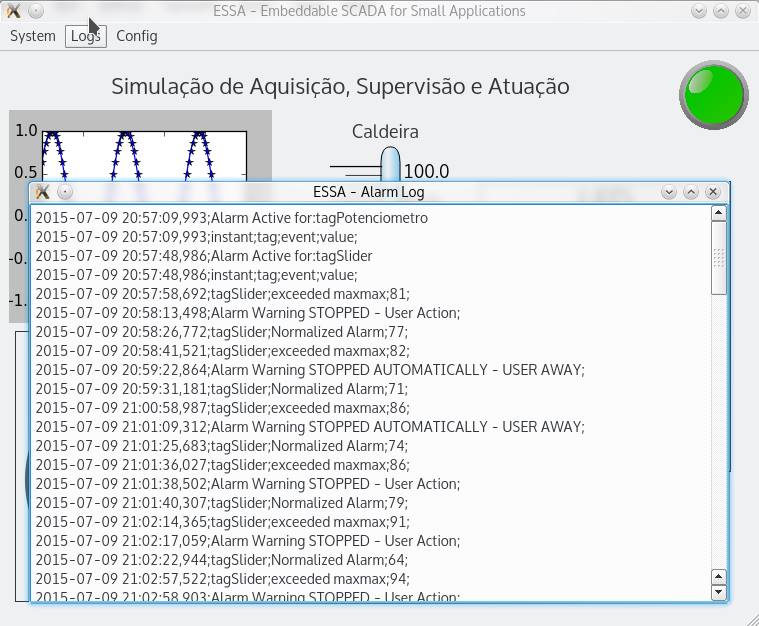 ESSA - Embeddable SCADA for Small Applications
System Logs Config
Simulação de Aquisição, Supervisão e Atuação
Caldeira
1.0
100.0
0.5
ESSA - Alarm Log
0.
-0.
-1.
2015-07-09 20:57:09,993;Alarm Active for:tagPotenciometro
2015-07-09 20:57:09,993;instant;tag;event;value;
2015-07-09 20:57:48,986;Alarm Active for:tagSlider
2015-07-09 20:57:48,986;instant;tag;event;value;
2015-07-09 20:57:58,692;tagSlider;exceeded maxmax;81;
2015-07-09 20:58:13,498;Alarm Warning STOPPED - User Action;
2015-07-09 20:58:26,772;tagSlider;Normalized Alarm;77;
2015-07-09 20:58:41,521;tagSlider;exceeded maxmax;82;
2015-07-09 20:59:22,864;Alarm Warning STOPPED AUTOMATICALLY - USER AWAY;
2015-07-09 20:59:31,181;tagSlider;Normalized Alarm;71;
2015-07-09 21:00:58,987;tagSlider;exceeded maxmax;86;
2015-07-09 21:01:09,312;Alarm Warning STOPPED AUTOMATICALLY - USER AWAY;
2015-07-09 21:01:25,683;tagSlider;Normalized Alarm;74;
2015-07-09 21:01:36,027;tagSlider;exceeded maxmax;86;
2015-07-09 21:01:38,502;Alarm Warning STOPPED - User Action;
2015-07-09 21:01:40,307;tagSlider;Normalized Alarm;79;
2015-07-09 21:02:14,365;tagSlider;exceeded maxmax;91;
2015-07-09 21:02:17,059;Alarm Warning STOPPED - User Action;
2015-07-09 21:02:22,944;tagSlider;Normalized Alarm;64;
2015-07-09 21:02:57,522;tagSlider;exceeded maxmax;94;
2015-07-09 21:02:58,903;Alarm Warning STOPPED - User Action;